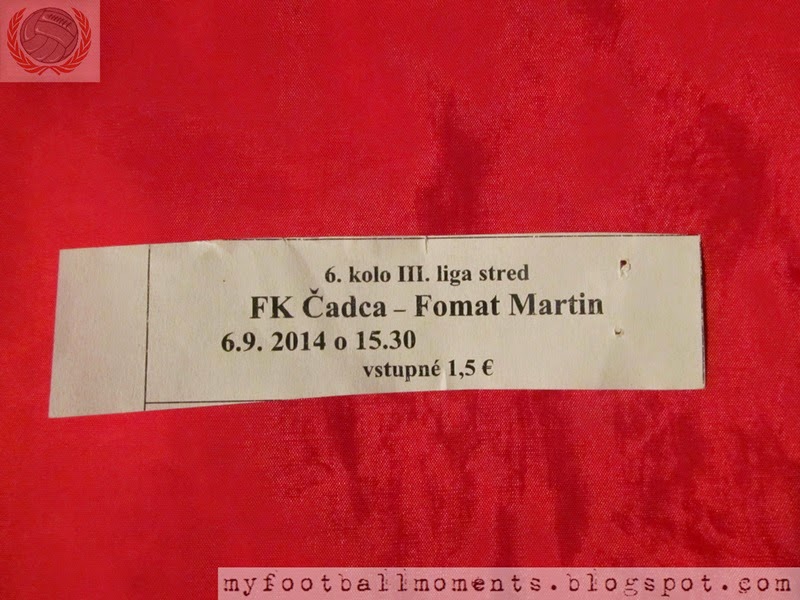 6. kolo III. liga stred
FK Čadca – Fomat Martin
6.9. 2014 o 15.30
vstupné 1,5 €
myfootballmoments.blogspot.com